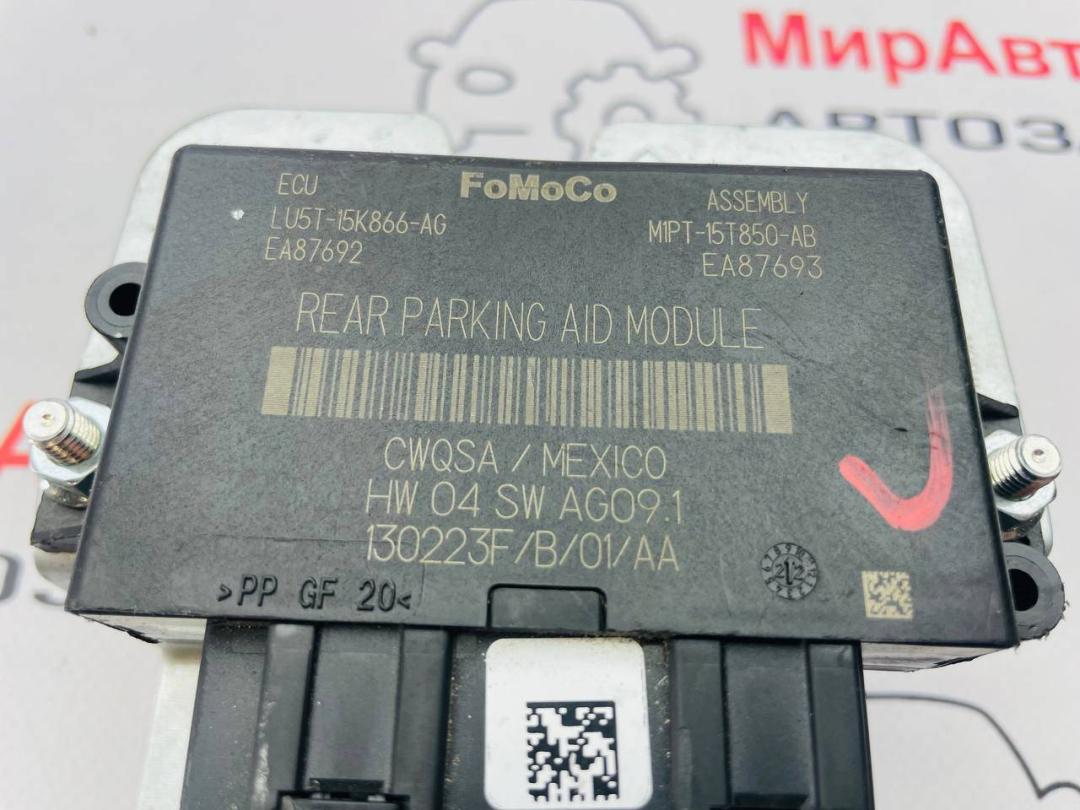 МирАвт
АВТОЗА
ECU
LU5T-15K866-AG
EA87692
FoMoCo
ASSEMBLY
M1PT-15T850-AB
EA87693
REAR PARKING AID MODULE
CWQSA / MEXICO
HW 04 SW AG09.1
130223F/B/01/AA
>PP GF 20<